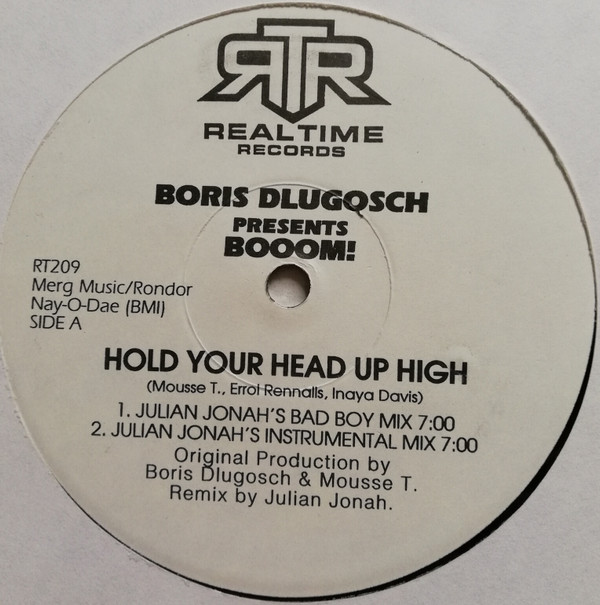 RTR
REALTIME
RECORDS
BORIS DLUGOSCH
PRESENTS
BOOOM!
RT209
Merg Music/Rondor
Nay-O-Dae (BMI)
SIDE A
HOLD YOUR HEAD UP HIGH
(Mousse T., Errol Rennalls, Inaya Davis)
1. JULIAN JONAH'S BAD BOY MIX 7:00
2. JULIAN JONAH'S INSTRUMENTAL MIX 7:00
Original Production by
Boris Dlugosch & Mousse T.
Remix by Julian Jonah.